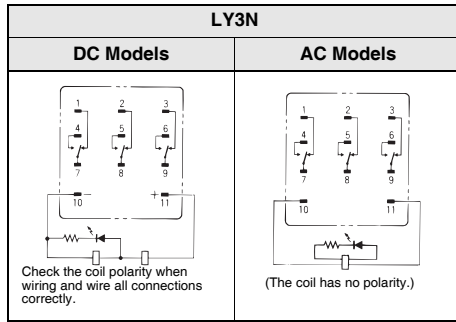 LY3N
DC Models
AC Models
1 2 3
4 5 6
7 8 9
10 − + 11
Check the coil polarity when
wiring and wire all connections
correctly.
1 2 3
4 5 6
7 8 9
10 11
(The coil has no polarity.)